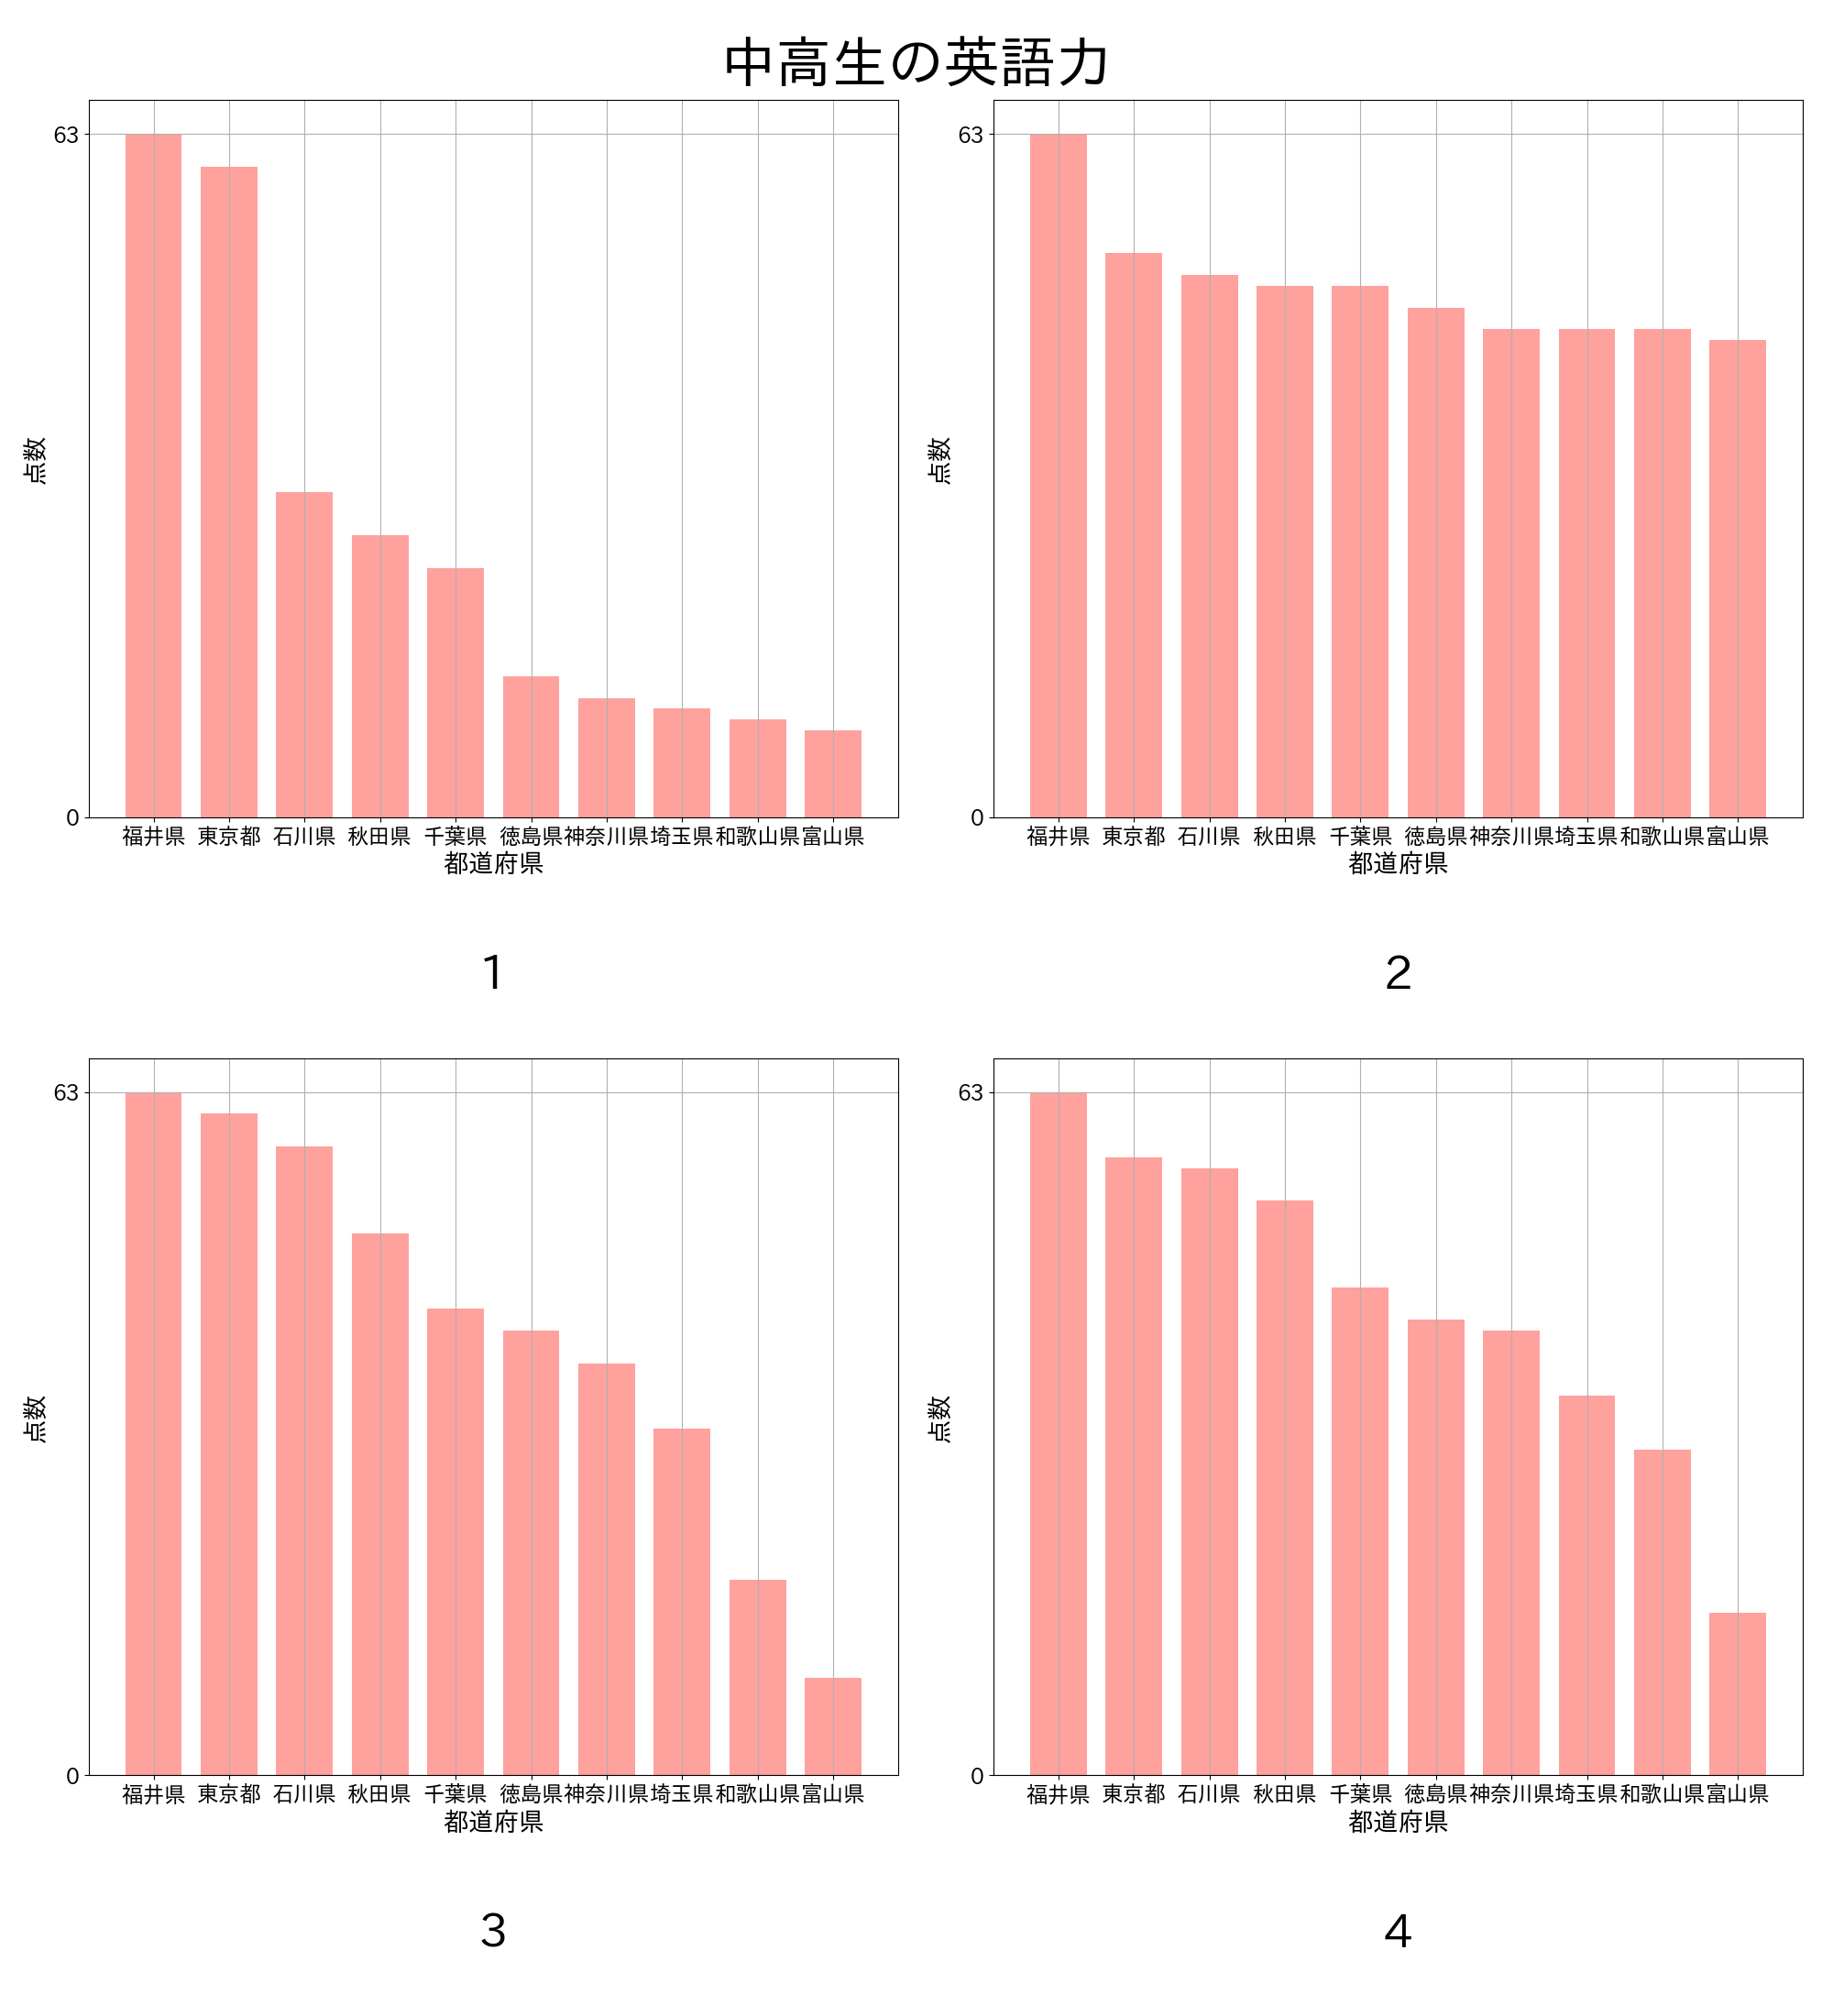 中高生の英語力
63
点数
0
福井県 東京都 石川県 秋田県 千葉県 徳島県 神奈川県 埼玉県 和歌山県 富山県
都道府県
1
63
点数
0
福井県 東京都 石川県 秋田県 千葉県 徳島県 神奈川県 埼玉県 和歌山県 富山県
都道府県
2
63
点数
0
福井県 東京都 石川県 秋田県 千葉県 徳島県 神奈川県 埼玉県 和歌山県 富山県
都道府県
3
63
点数
0
福井県 東京都 石川県 秋田県 千葉県 徳島県 神奈川県 埼玉県 和歌山県 富山県
都道府県
4